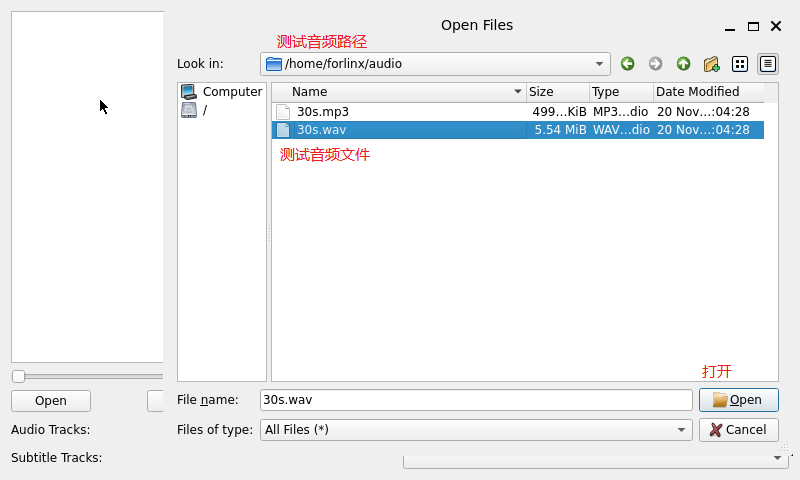 Open Files
测试音频路径
Look in:
/home/forlinx/audio
Computer
/
Name
Size
Type
Date Modified
30s.mp3
499...KiB
MP3...dio
20 Nov...:04:28
30s.wav
5.54 MiB
WAV...dio
20 Nov...:04:28
测试音频文件
打开
File name:
30s.wav
Open
Files of type:
All Files (*)
Cancel
Open
Audio Tracks:
Subtitle Tracks: